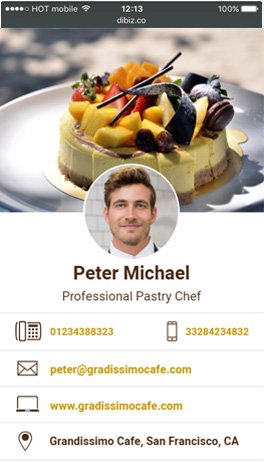 HOT mobile 12:13 100%
dibiz.co
Peter Michael
Professional Pastry Chef
01234388323 33284234832
peter@gradissimocafe.com
www.gradissimocafe.com
Grandissimo Cafe, San Francisco, CA